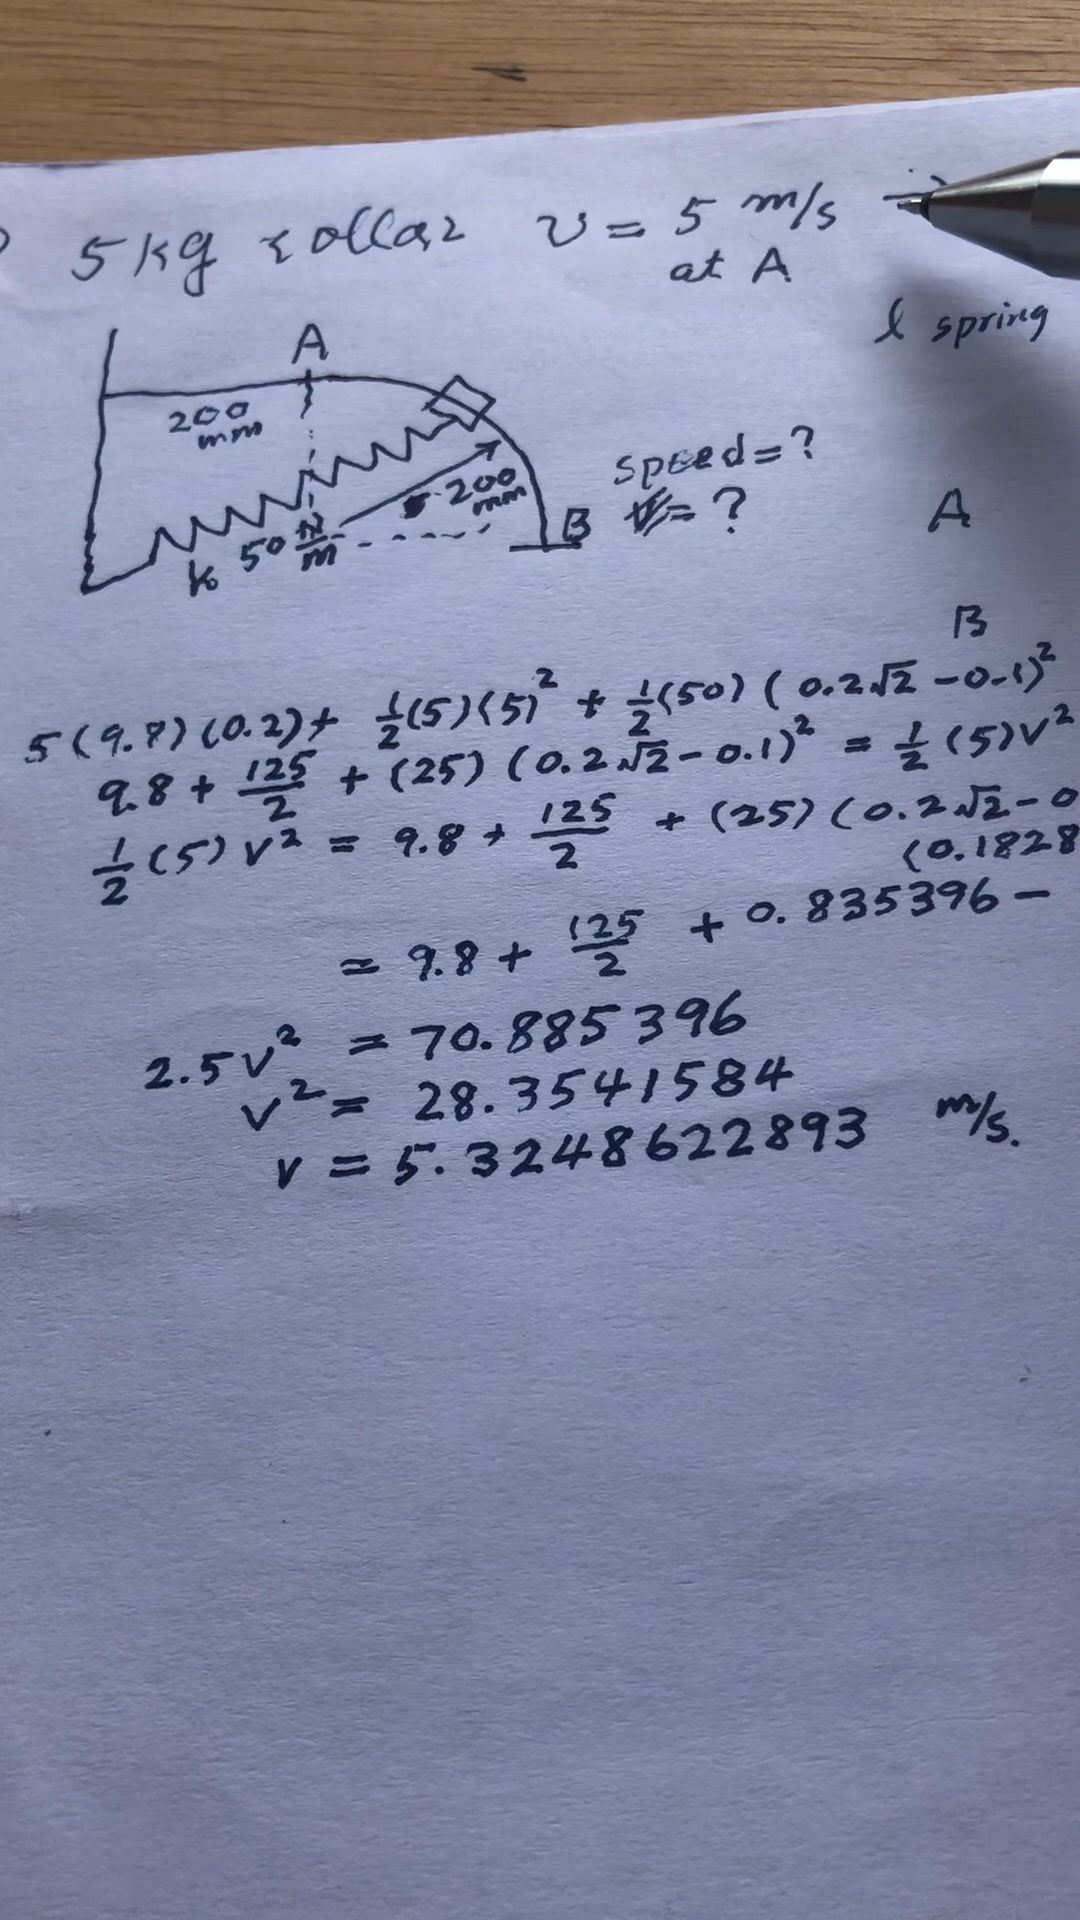 5 kg collar v = 5 m/s →
at A
l spring
A
200 mm
200 mm
k 50 N/m
B
speed = ?
= ?
A
B
5(9.8)(0.2) + 1/2(5)(5)² + 1/2(50)(0.2√2 - 0.1)²
9.8 + 125/2 + (25)(0.2√2 - 0.1)² = 1/2(5)v²
1/2(5)v² = 9.8 + 125/2 + (25)(0.2√2 - 0
(0.1828
= 9.8 + 125/2 + 0.835396 -
2.5v² = 70.885396
v² = 28.3541584
v = 5.3248622893 m/s.